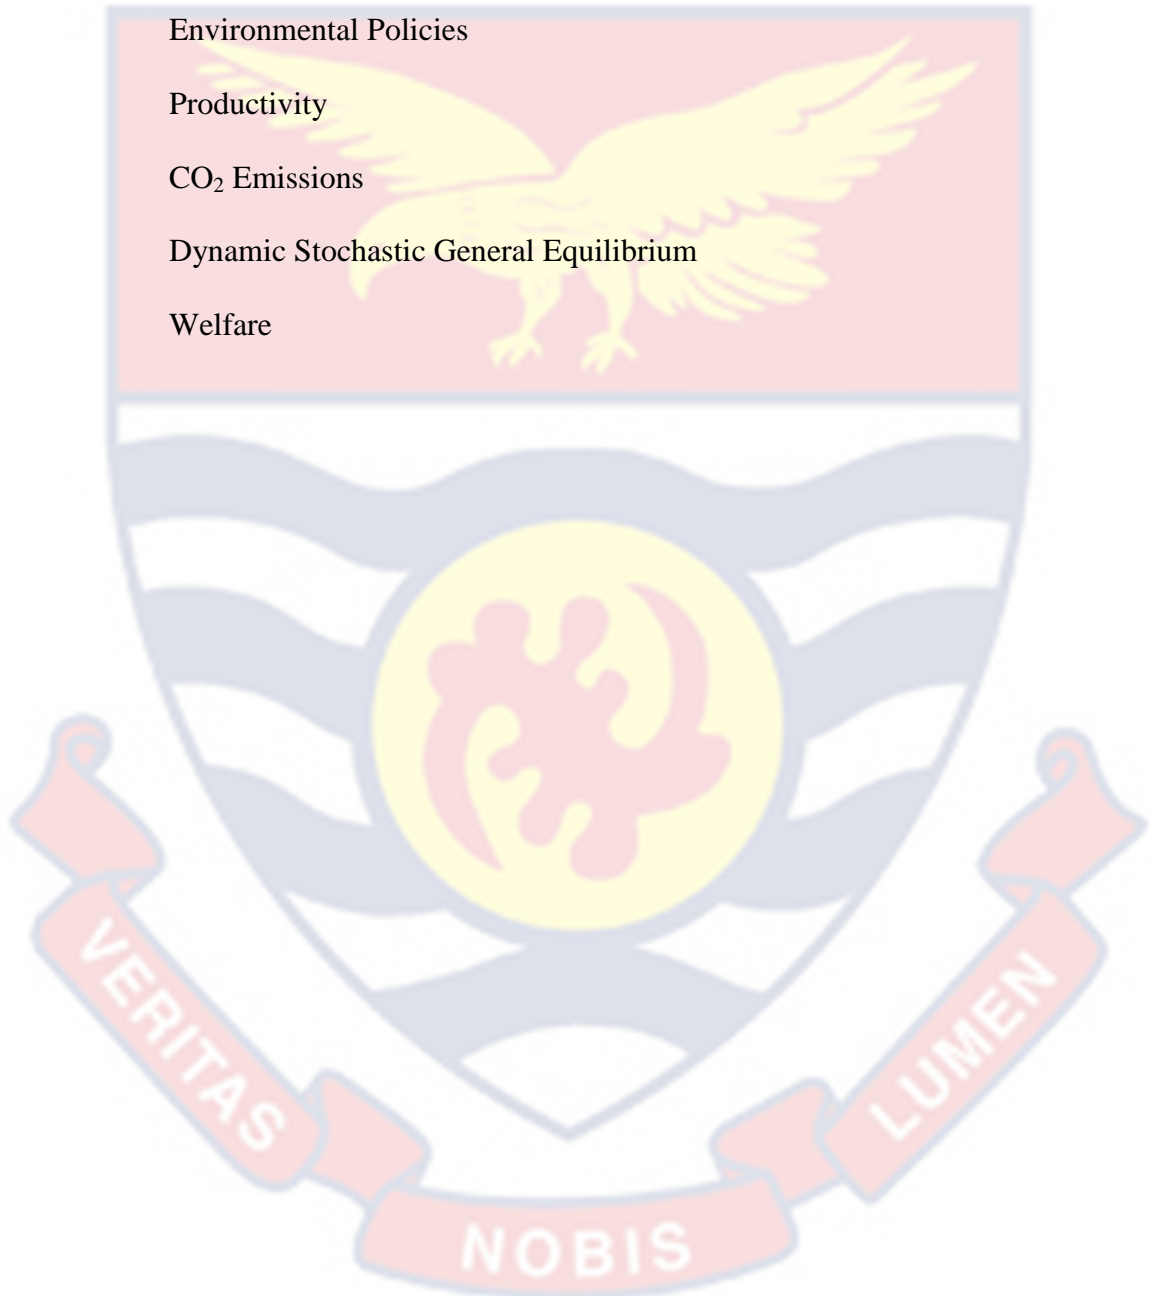 Environmental Policies
Productivity
CO₂ Emissions
Dynamic Stochastic General Equilibrium
Welfare
VERITAS
NOBIS
LUMEN